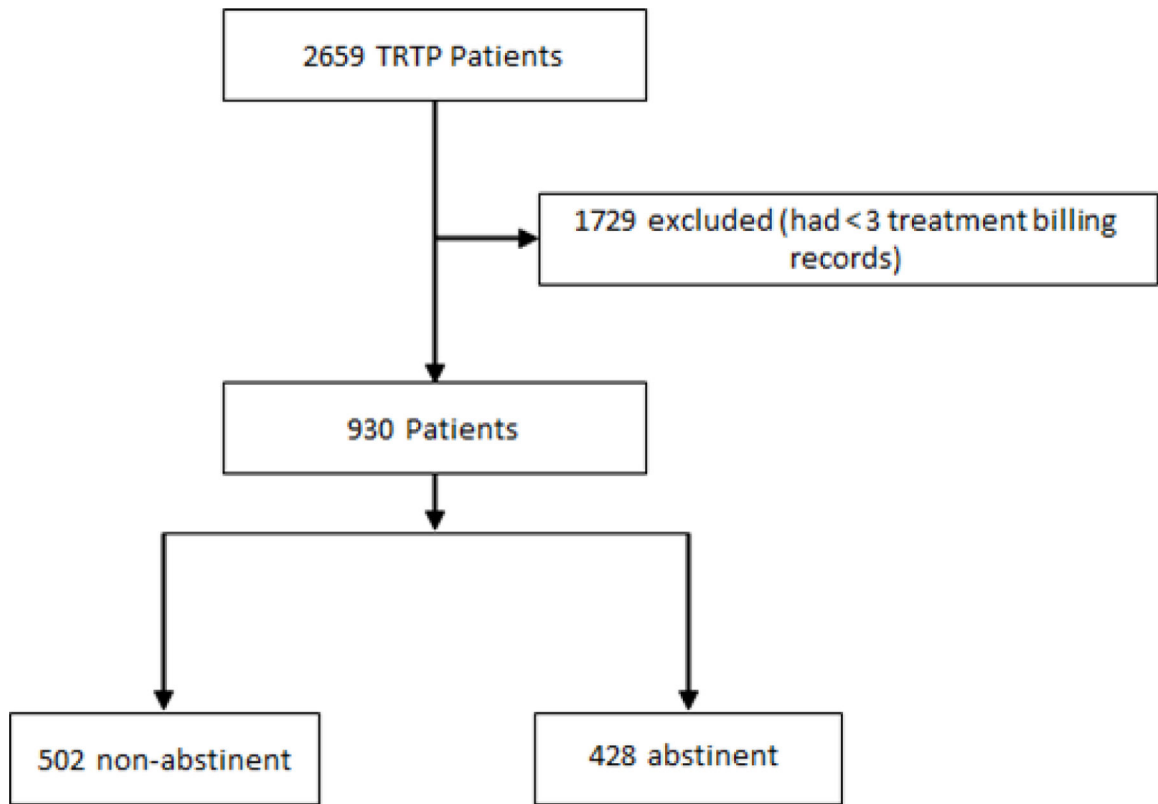 2659 TRTP Patients
1729 excluded (had <3 treatment billing
records)
930 Patients
502 non-abstinent
428 abstinent